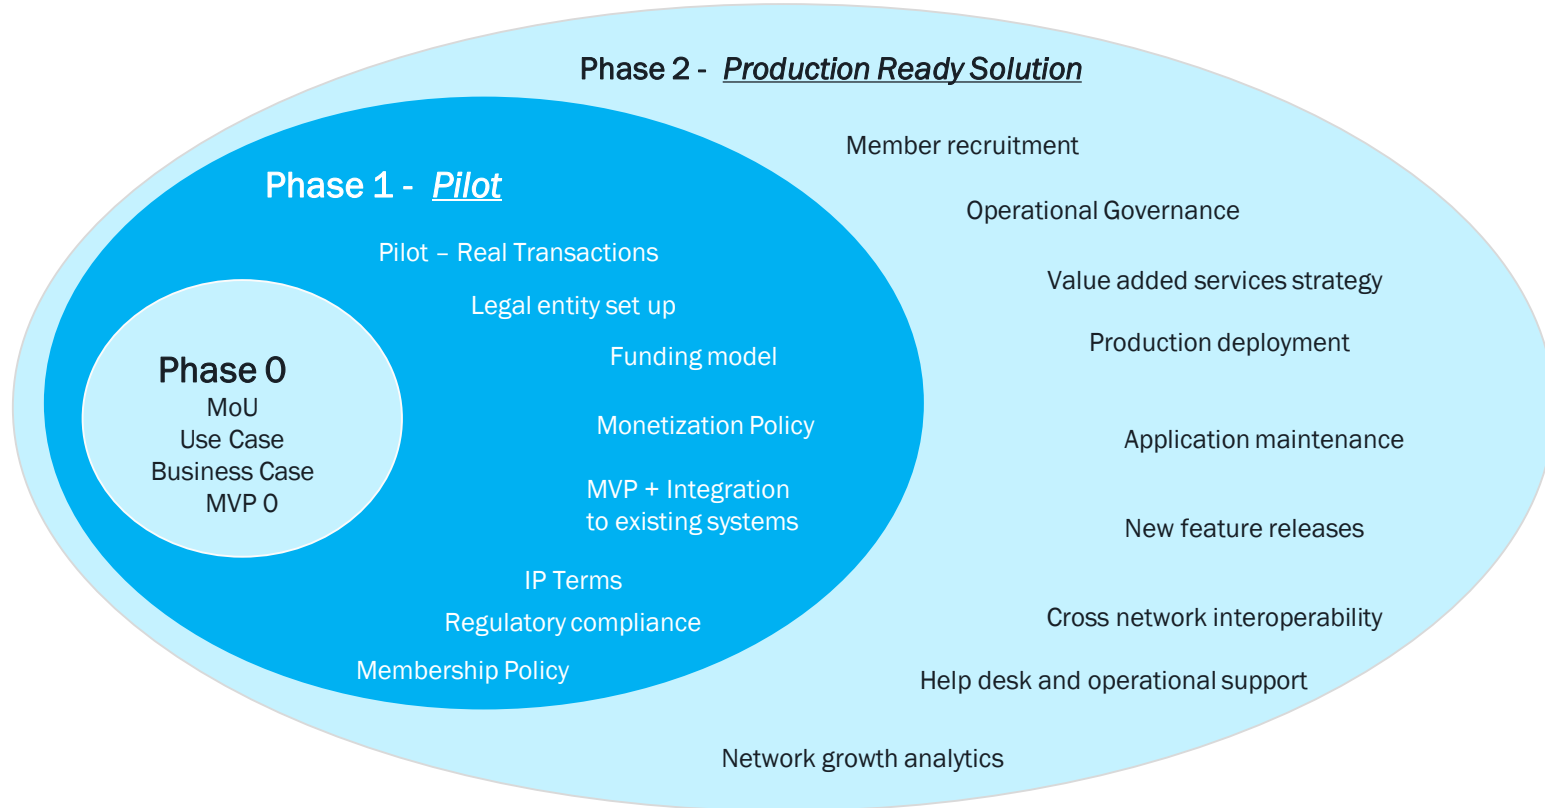 Phase 2 - Production Ready Solution
Member recruitment
Operational Governance
Value added services strategy
Production deployment
Application maintenance
New feature releases
Cross network interoperability
Help desk and operational support
Network growth analytics
Phase 1 - Pilot
Pilot – Real Transactions
Legal entity set up
Funding model
Monetization Policy
MVP + Integration
to existing systems
IP Terms
Regulatory compliance
Membership Policy
Phase 0
MoU
Use Case
Business Case
MVP 0